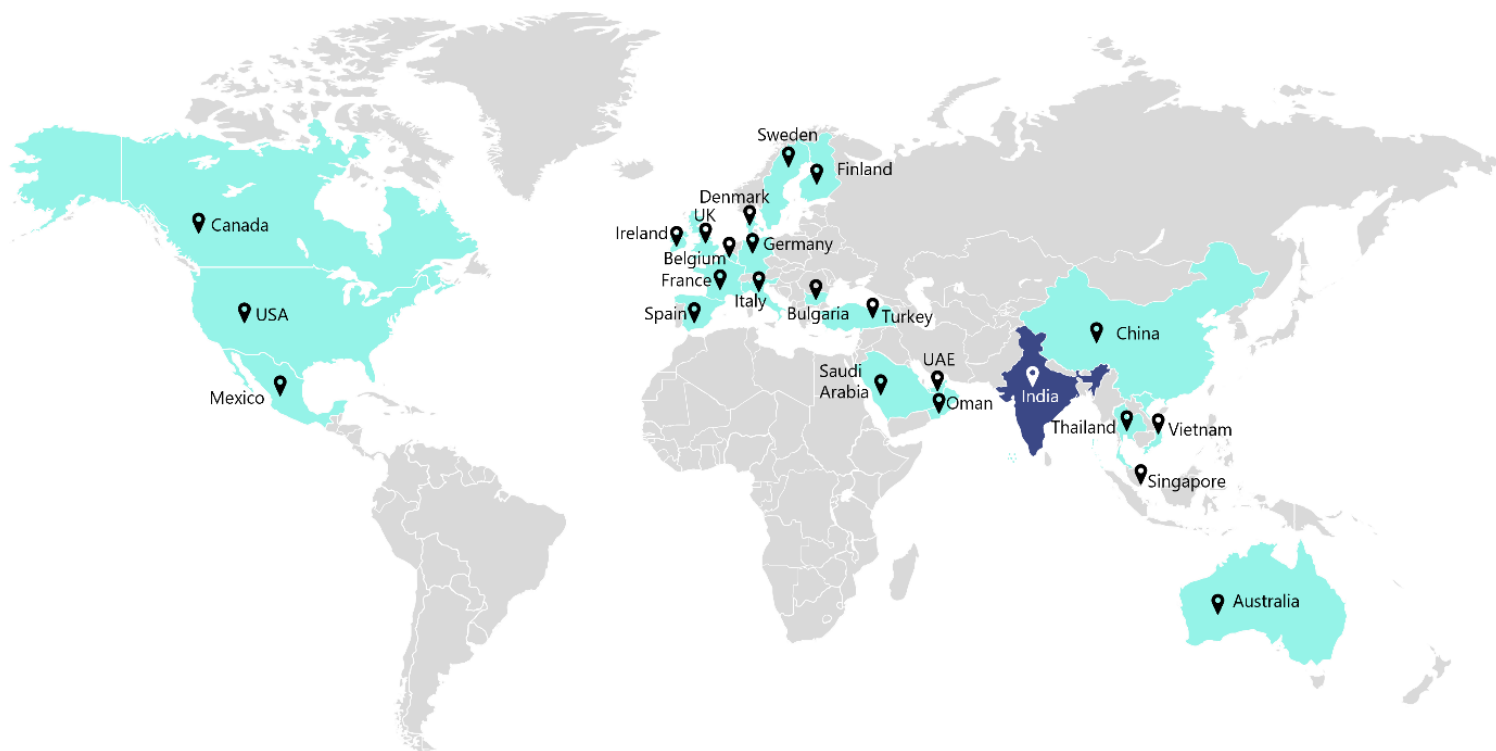 Sweden
Finland
Denmark
UK
Canada
Ireland
Germany
Belgium
France
Italy
Spain
Bulgaria
Turkey
USA
China
Mexico
Saudi
Arabia
UAE
Oman
India
Thailand
Vietnam
Singapore
Australia